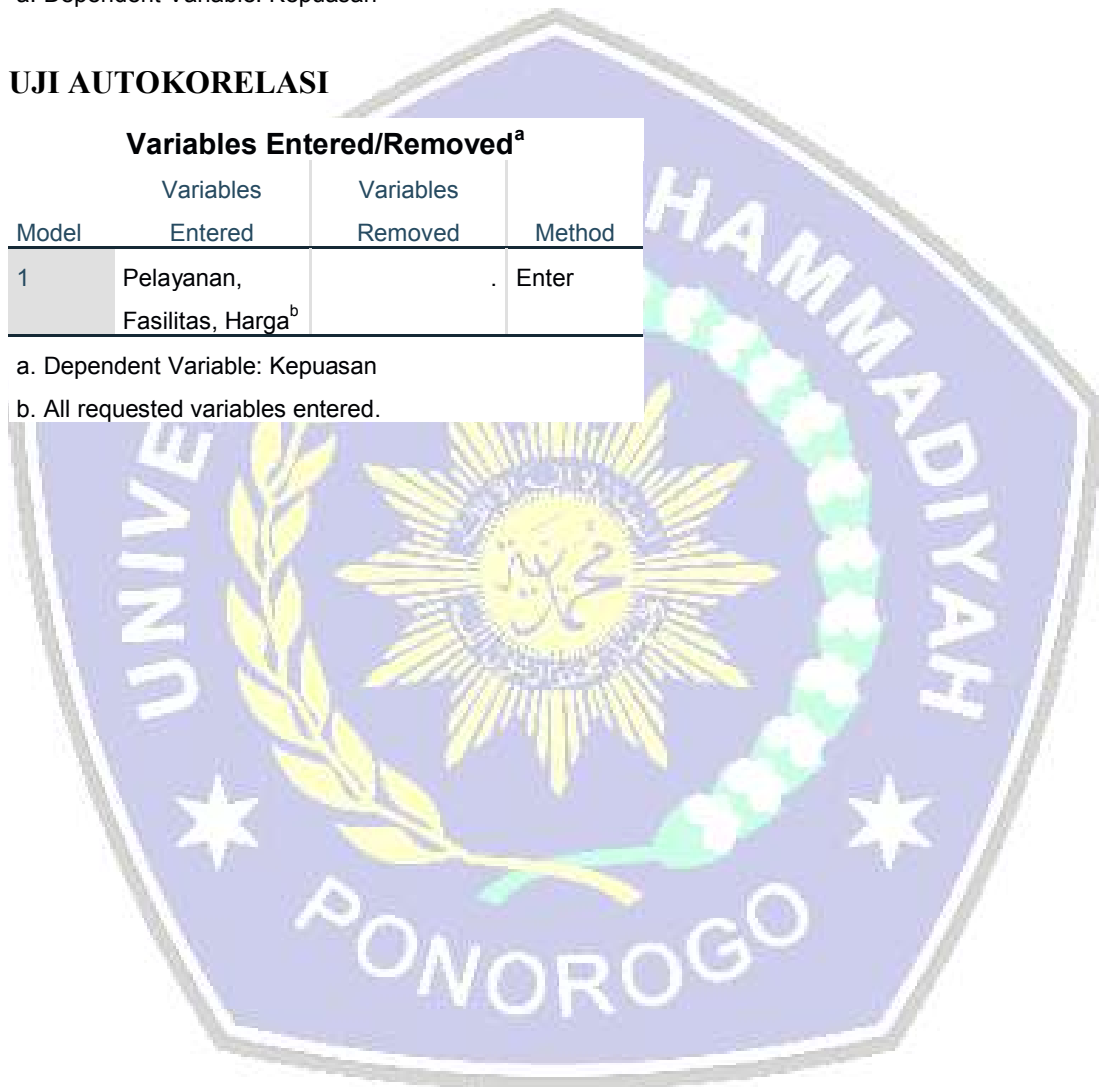 a. Dependent Variable: Kepuasan
UJI AUTOKORELASI
Variables Entered/Removedᵃ
Model Variables Entered Variables Removed Method
1 Pelayanan, . Enter
Fasilitas, Hargaᵇ
a. Dependent Variable: Kepuasan
b. All requested variables entered.
HAMMADIYAH
UNIVE
PONOROGO